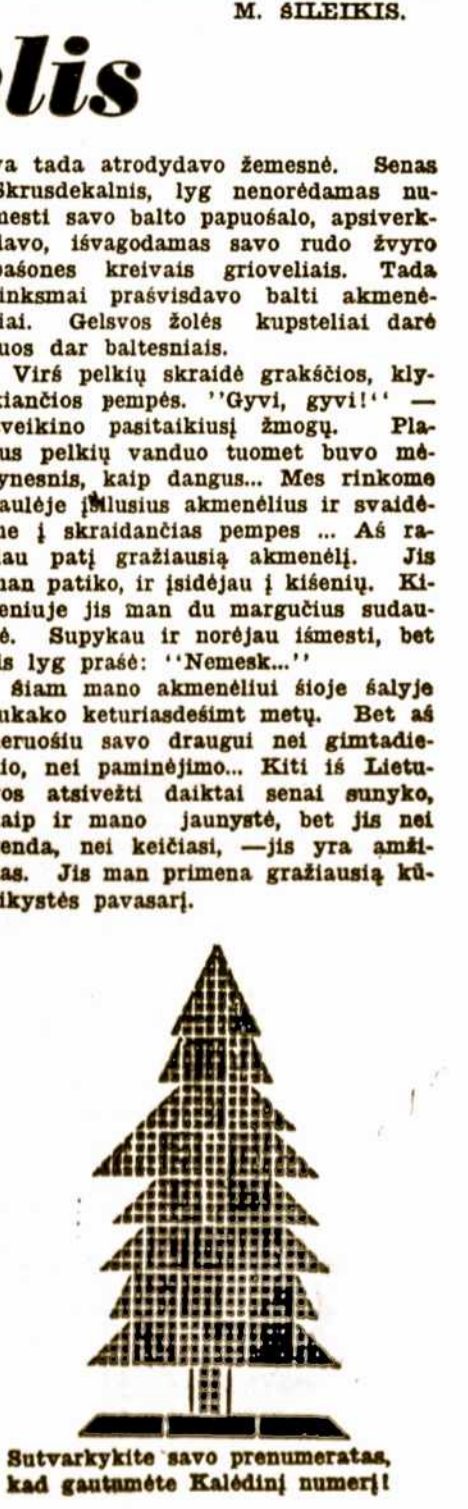 M. ŠILEIKIS.
lis
va tada atrodydavo žemesnė. Senas
Skrusdekalnis, lyg nenorėdamas nu-
mesti savo balto papuošalo, apsiverk-
davo, išvagodamas savo rudo žvyro
pašones kreivais grioveliais. Tada
linksmai prašvisdavo balti akmenė-
liai. Gelsvos žolės kupsteliai darė
juos dar baltesniais.
Virš pelkių skraidė grakščios, kly-
kiančios pempės. "Gyvi, gyvi!" —
sveikino pasitaikiusį žmogų. Pla-
us pelkių vanduo tuomet buvo mė-
lynesnis, kaip dangus... Mes rinkome
saulėje įšilusius akmenėlius ir svaidė-
me į skraidančias pempes ... Aš ra-
dau patį gražiausią akmenėlį. Jis
man patiko, ir įsidėjau į kišenių. Ki-
šeniuje jis man du margučius sudau-
žė. Supykau ir norėjau išmesti, bet
jis lyg prašė: "Nemesk..."
Šiam mano akmenėliui šioje šalyje
sukako keturiasdešimt metų. Bet aš
neruošiu savo draugui nei gimtadie-
nio, nei paminėjimo... Kiti iš Lietu-
vos atsivežti daiktai senai sunyko,
kaip ir mano jaunystė, bet jis nei
genda, nei keičiasi, —jis yra amži-
nas. Jis man primena gražiausią kū-
dikystės pavasarį.
Sutvarkykite savo prenumeratas,
kad gautumėte Kalėdinį numerį!